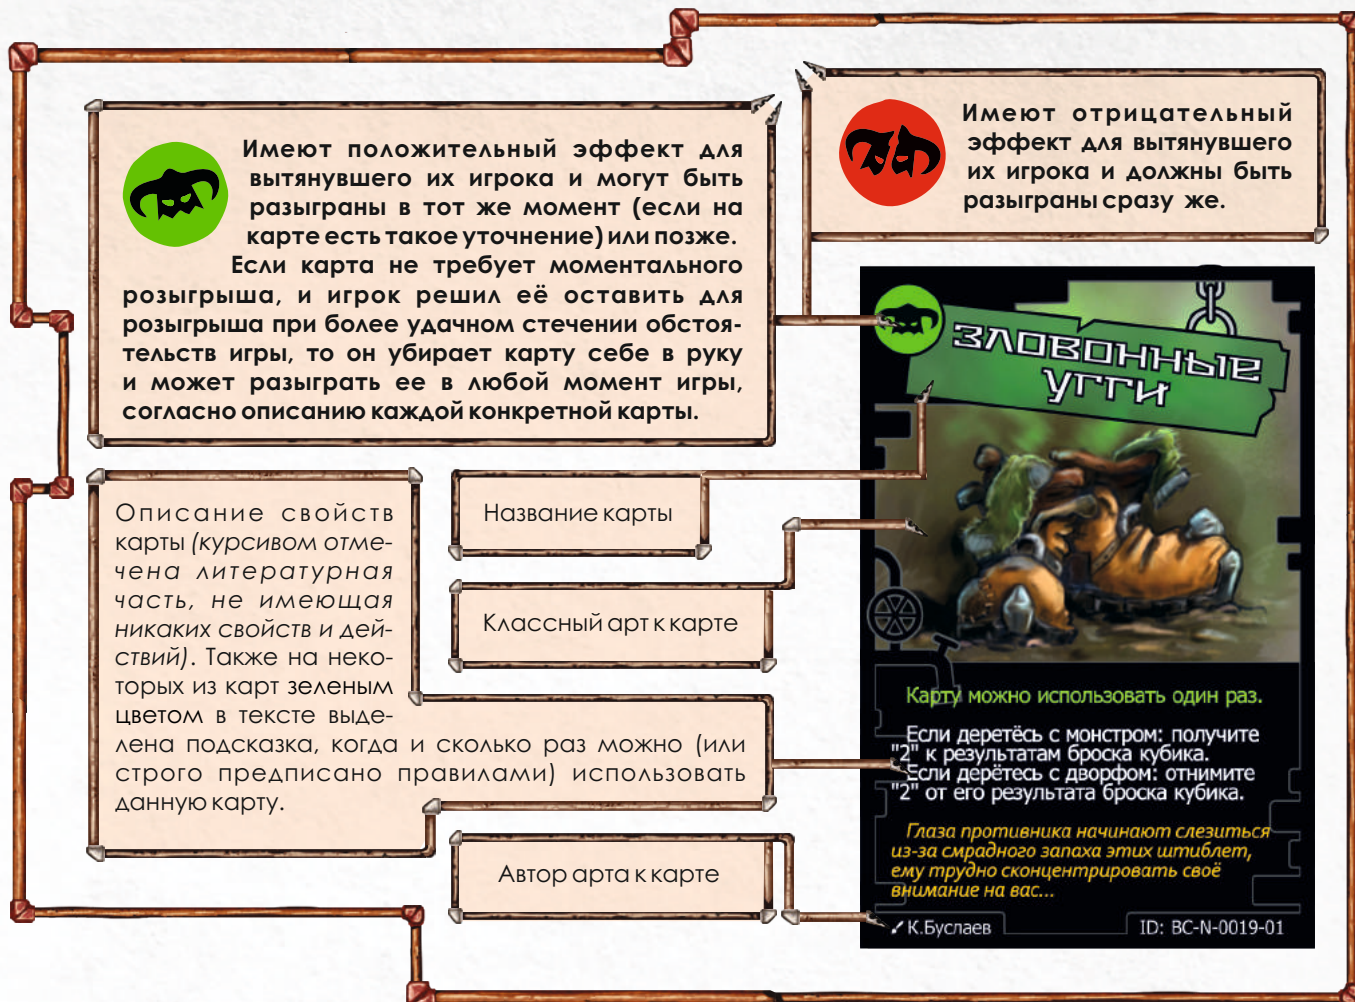 Имеют положительный эффект для
вытянувшего их игрока и могут быть
разыграны в тот же момент (если на
карте есть такое уточнение) или позже.
Если карта не требует моментального
розыгрыша, и игрок решил её оставить для
розыгрыша при более удачном стечении обстоя-
тельств игры, то он убирает карту себе в руку
и может разыграть ее в любой момент игры,
согласно описанию каждой конкретной карты.
Имеют отрицательный
эффект для вытянувшего
их игрока и должны быть
разыграны сразу же.
Описание свойств
карты (курсивом отме-
чена литературная
часть, не имеющая
никаких свойств и дей-
ствий). Также на неко-
торых из карт зеленым
цветом в тексте выде-
лена подсказка, когда и сколько раз можно (или
строго предписано правилами) использовать
данную карту.
Название карты
Классный арт к карте
Автор арта к карте
ЗЛОВОННЫЕ
УГГИ
Карту можно использовать один раз.
Если деретёсь с монстром: получите
"2" к результатам броска кубика.
Если дерётесь с дворфом: отнимите
"2" от его результата броска кубика.
Глаза противника начинают слезиться
из-за смрадного запаха этих штиблет,
ему трудно сконцентрировать своё
внимание на вас...
К.Буслаев
ID: BC-N-0019-01